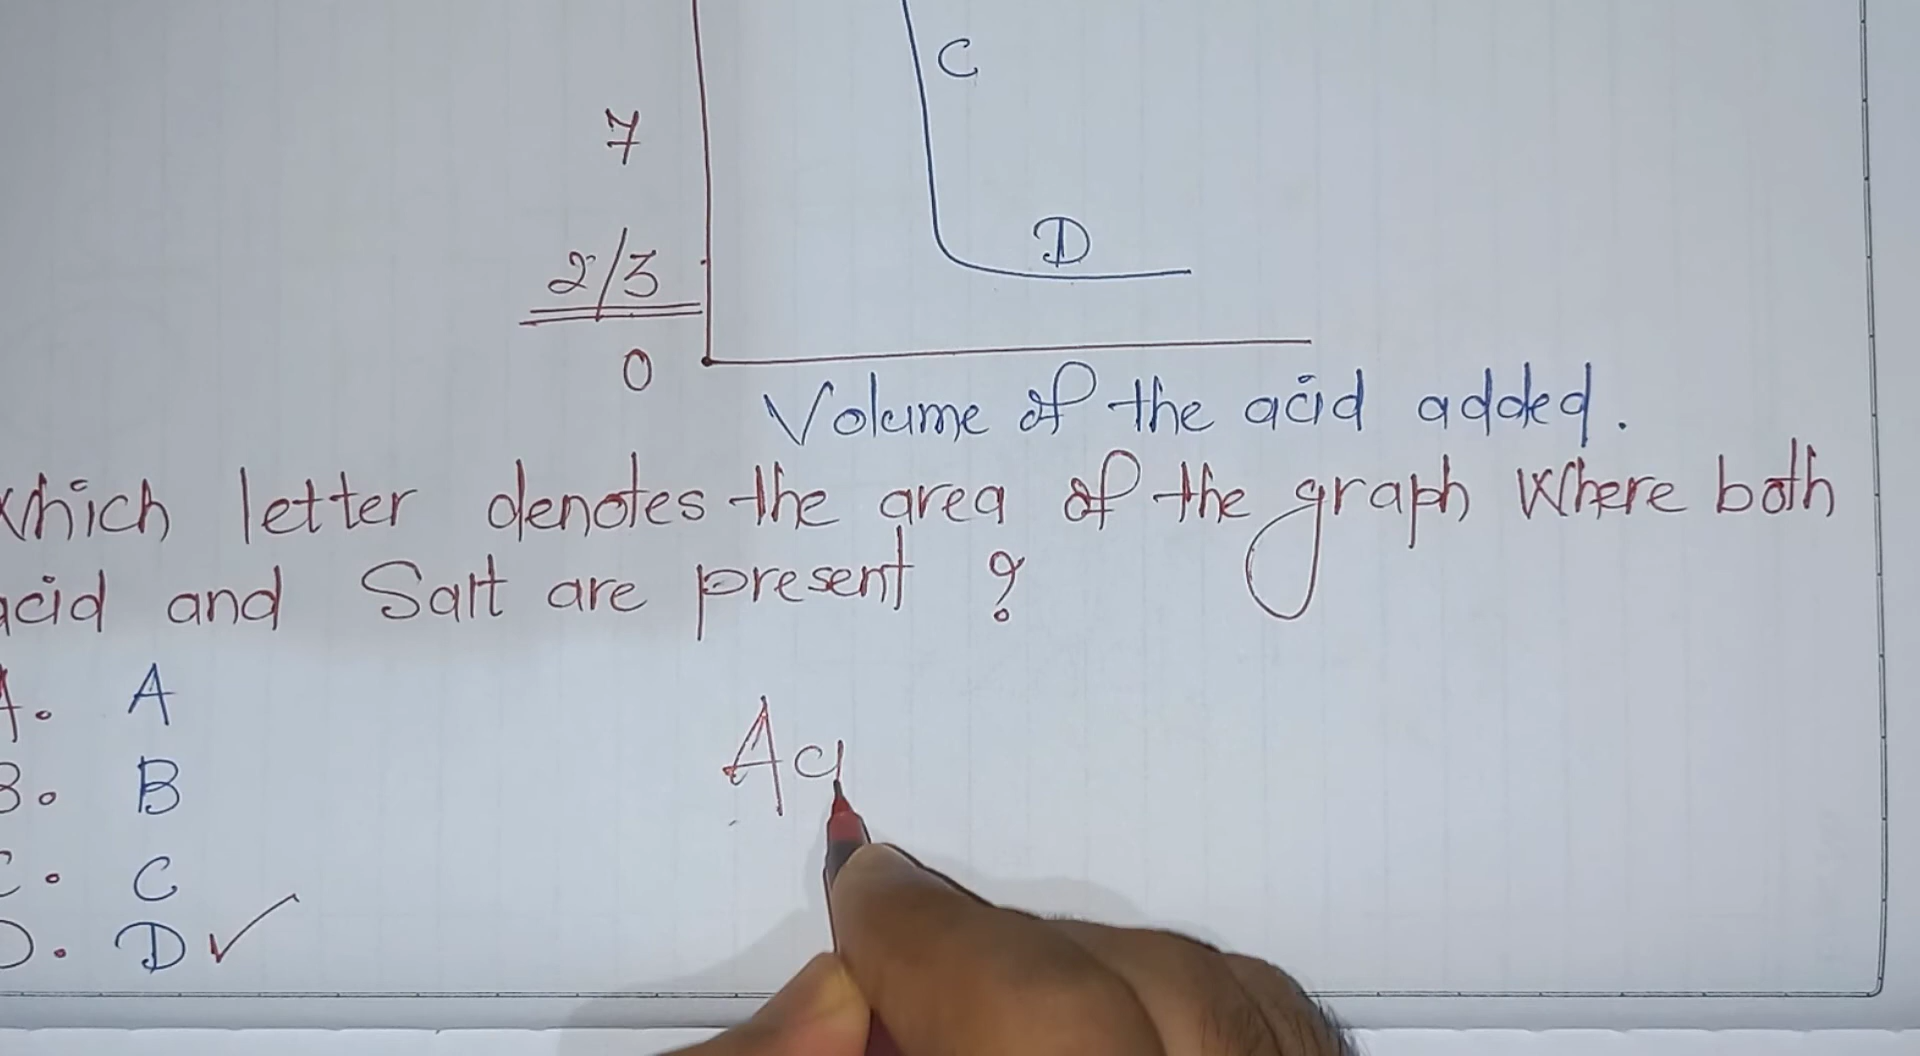 C
7
D
2/3
0
Volume of the acid added.
which letter denotes the area of the graph where both
acid and Salt are present ?
A. A
B. B
C. C
D. D✓
Ac